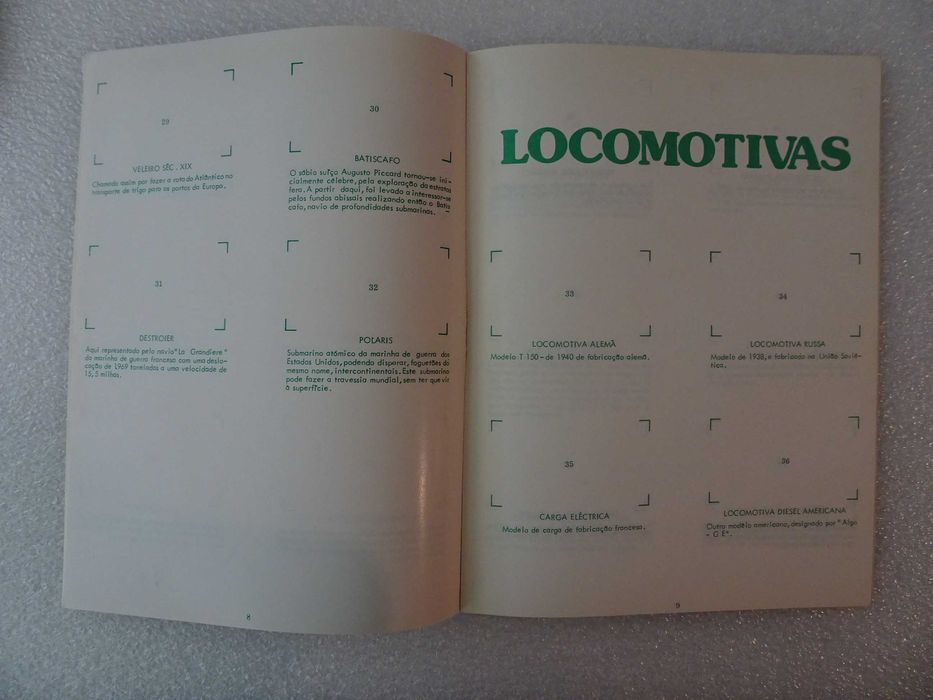 29
VELEIRO SÉC. XIX
Chamado assim por fazer a rota do Atlântico no
transporte de trigo para os portos da Europa.
30
BATISCAFO
O sábio suíço Augusto Piccard tornou-se ini-
cialmente célebre, pela exploração da estratos
fera. A partir daqui, foi levado a interessar-se
pelos fundos abissais realizando então o Batis
cafo, navio de profundidades submarinas.
31
DESTROIER
Aqui representado pelo navio "La Grandiere"
da marinha de guerra francesa com uma deslo-
cação de 1969 toneladas a uma velocidade de
15,5 milhas.
32
POLARIS
Submarino atómico da marinha de guerra dos
Estados Unidos, podendo disparar, foguetões do
mesmo nome, intercontinentais. Este submarino
pode fazer a travessia mundial, sem ter que vir
à superfície.
8
LOCOMOTIVAS
33
LOCOMOTIVA ALEMÃ
Modelo T 150 - de 1940 de fabricação alemã.
34
LOCOMOTIVA RUSSA
Modelo de 1938, e fabricada na União Sovié-
tica.
35
CARGA ELÉCTRICA
Modelo de carga de fabricação francesa.
36
LOCOMOTIVA DIESEL AMERICANA
Outro modelo americano, designado por "Algo
- G E".
9